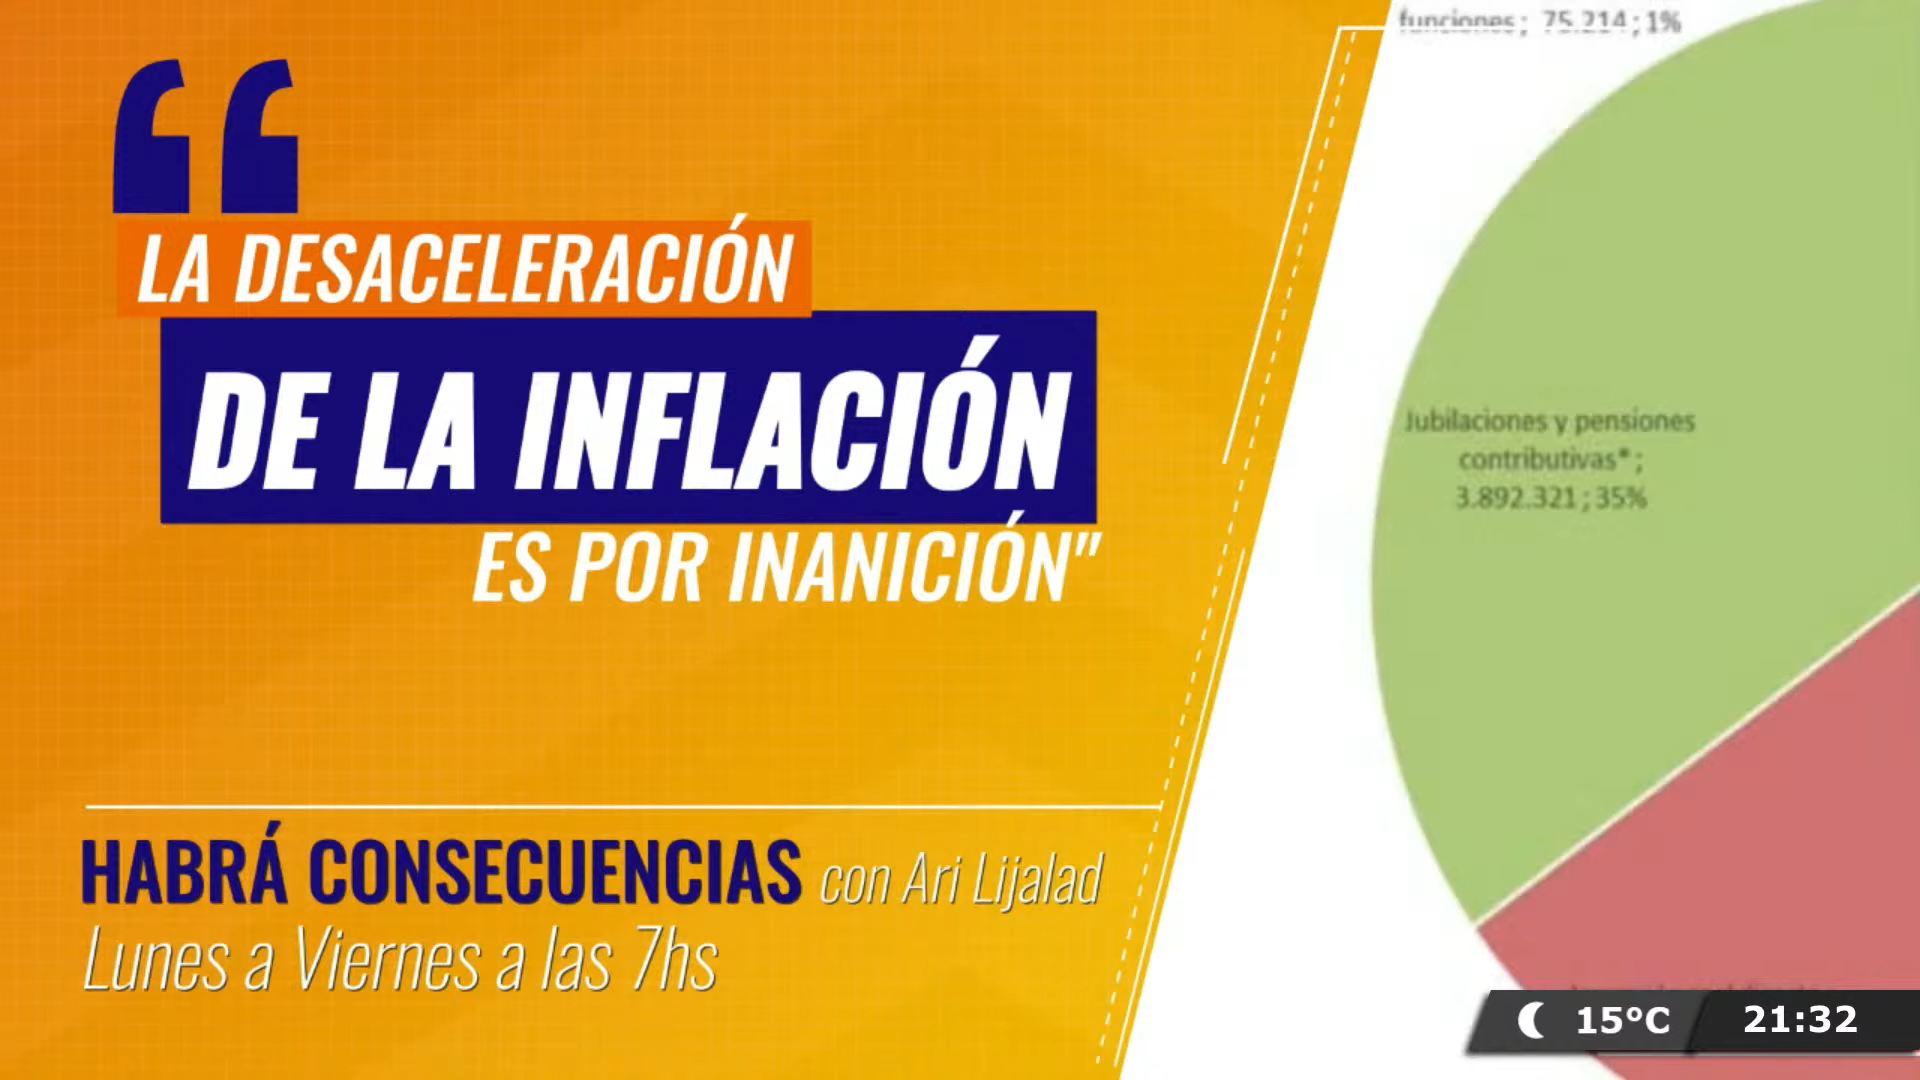 funciones; 75.214; 1%
“
LA DESACELERACIÓN
DE LA INFLACIÓN
ES POR INANICIÓN"
Jubilaciones y pensiones
contributivas*;
3.892.321; 35%
HABRÁ CONSECUENCIAS con Ari Lijalad
Lunes a Viernes a las 7hs
15°C 21:32